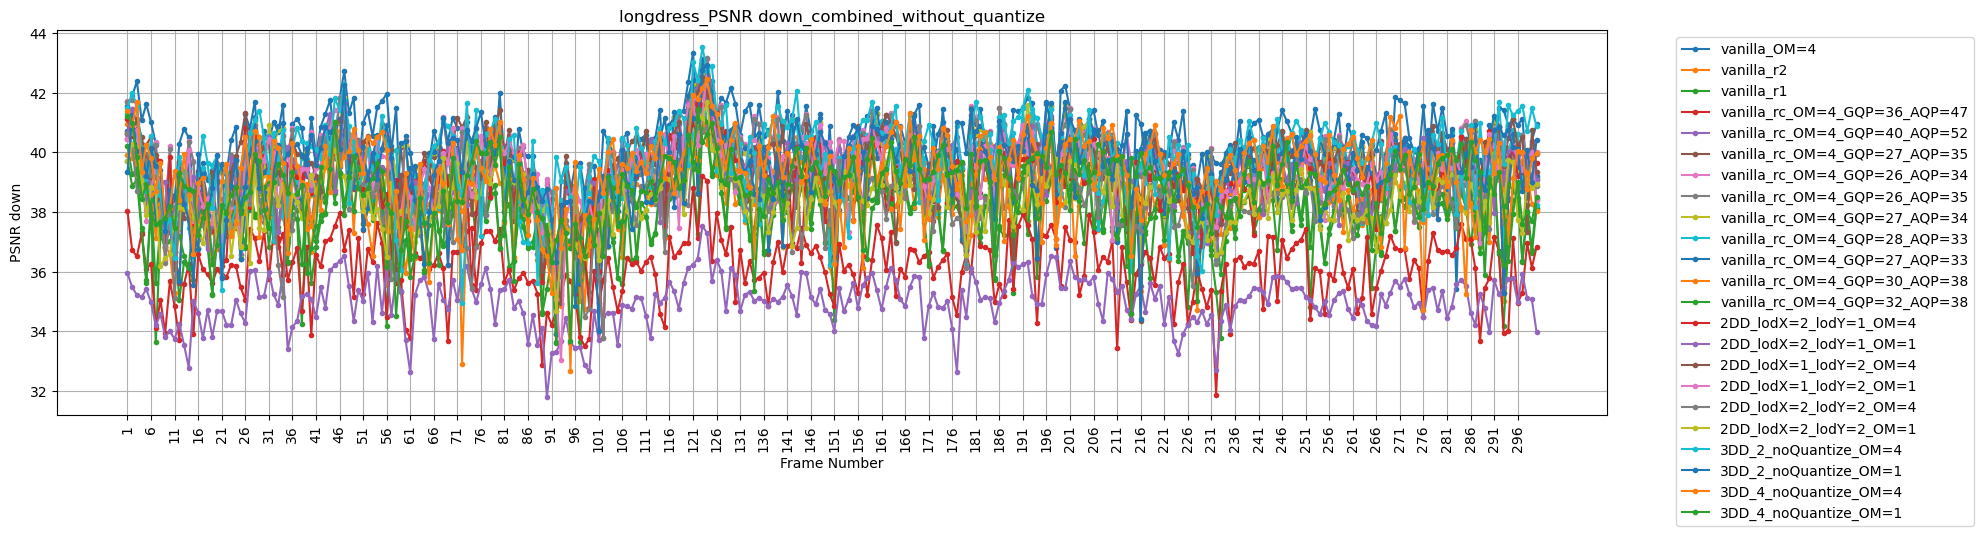 longdress_PSNR down_combined_without_quantize
44
42
40
38
36
34
32
PSNR down
1 6 11 16 21 26 31 36 41 46 51 56 61 66 71 76 81 86 91 96 101 106 111 116 121 126 131 136 141 146 151 156 161 166 171 176 181 186 191 196 201 206 211 216 221 226 231 236 241 246 251 256 261 266 271 276 281 286 291 296
Frame Number
vanilla_OM=4
vanilla_r2
vanilla_r1
vanilla_rc_OM=4_GQP=36_AQP=47
vanilla_rc_OM=4_GQP=40_AQP=52
vanilla_rc_OM=4_GQP=27_AQP=35
vanilla_rc_OM=4_GQP=26_AQP=34
vanilla_rc_OM=4_GQP=26_AQP=35
vanilla_rc_OM=4_GQP=27_AQP=34
vanilla_rc_OM=4_GQP=28_AQP=33
vanilla_rc_OM=4_GQP=27_AQP=33
vanilla_rc_OM=4_GQP=30_AQP=38
vanilla_rc_OM=4_GQP=32_AQP=38
2DD_lodX=2_lodY=1_OM=4
2DD_lodX=2_lodY=1_OM=1
2DD_lodX=1_lodY=2_OM=4
2DD_lodX=1_lodY=2_OM=1
2DD_lodX=2_lodY=2_OM=4
2DD_lodX=2_lodY=2_OM=1
3DD_2_noQuantize_OM=4
3DD_2_noQuantize_OM=1
3DD_4_noQuantize_OM=4
3DD_4_noQuantize_OM=1